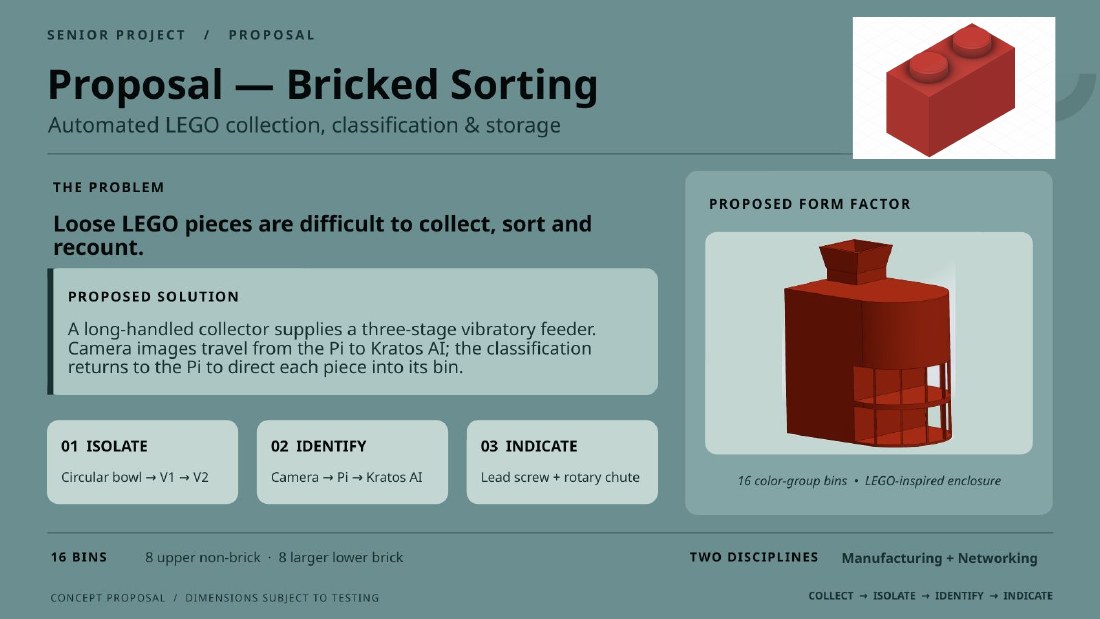 SENIOR PROJECT / PROPOSAL
Proposal — Bricked Sorting
Automated LEGO collection, classification & storage
THE PROBLEM
Loose LEGO pieces are difficult to collect, sort and
recount.
PROPOSED SOLUTION
A long-handled collector supplies a three-stage vibratory feeder.
Camera images travel from the Pi to Kratos AI; the classification
returns to the Pi to direct each piece into its bin.
01 ISOLATE
Circular bowl → V1 → V2
02 IDENTIFY
Camera → Pi → Kratos AI
03 INDICATE
Lead screw + rotary chute
PROPOSED FORM FACTOR
16 color-group bins • LEGO-inspired enclosure
16 BINS
8 upper non-brick · 8 larger lower brick
TWO DISCIPLINES
Manufacturing + Networking
CONCEPT PROPOSAL / DIMENSIONS SUBJECT TO TESTING
COLLECT → ISOLATE → IDENTIFY → INDICATE